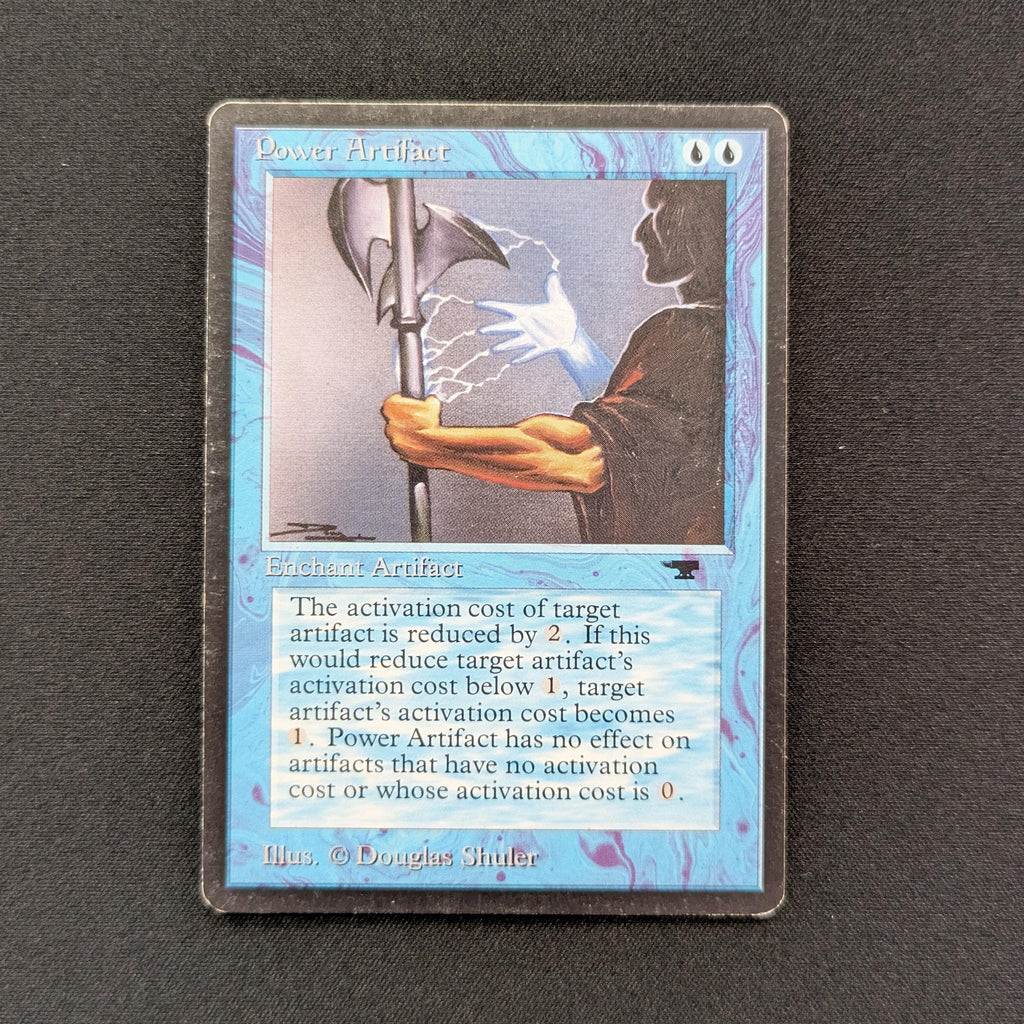 Power Artifact
Enchant Artifact
The activation cost of target
artifact is reduced by 2. If this
would reduce target artifact's
activation cost below 1, target
artifact's activation cost becomes
1. Power Artifact has no effect on
artifacts that have no activation
cost or whose activation cost is 0.
Illus. © Douglas Shuler